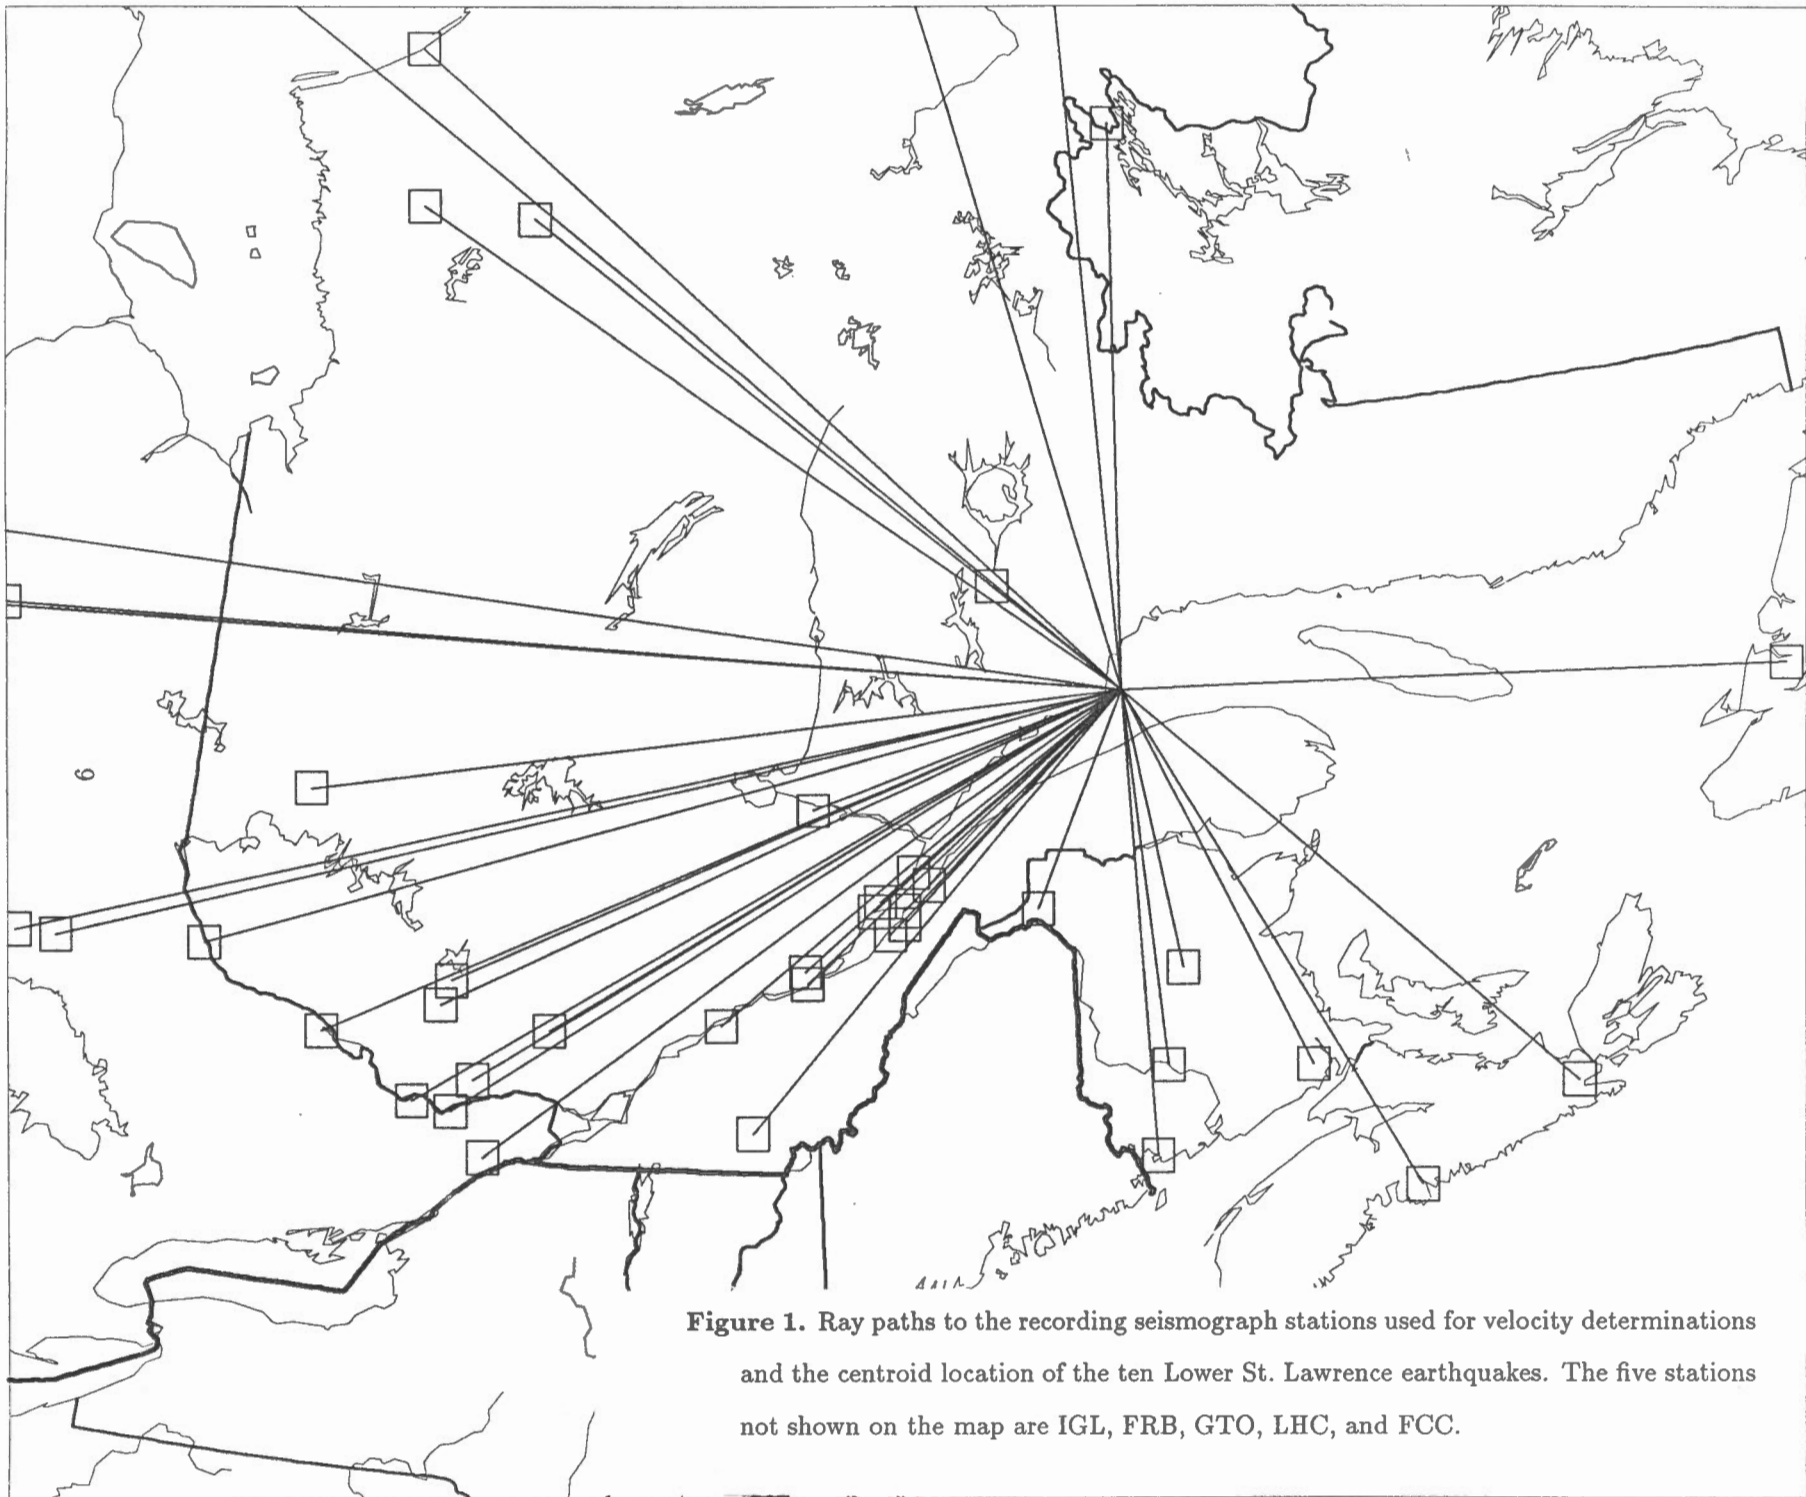 6
Figure 1. Ray paths to the recording seismograph stations used for velocity determinations
and the centroid location of the ten Lower St. Lawrence earthquakes. The five stations
not shown on the map are IGL, FRB, GTO, LHC, and FCC.